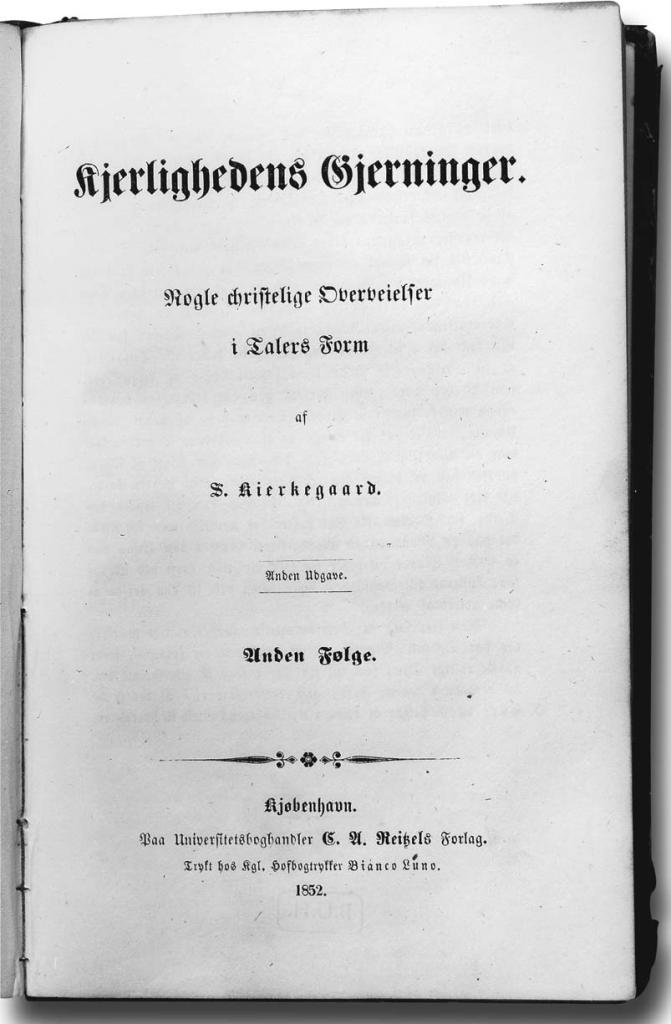 Kjerlighedens Gjerninger.
Nogle christelige Overveielser
i Talers Form
af
S. Kierkegaard.
Anden Udgave.
Anden Følge.
Kjøbenhavn.
Paa Universitetsboghandler C. A. Reitzels Forlag.
Trykt hos Kgl. Hofbogtrykker Bianco Luno.
1852.